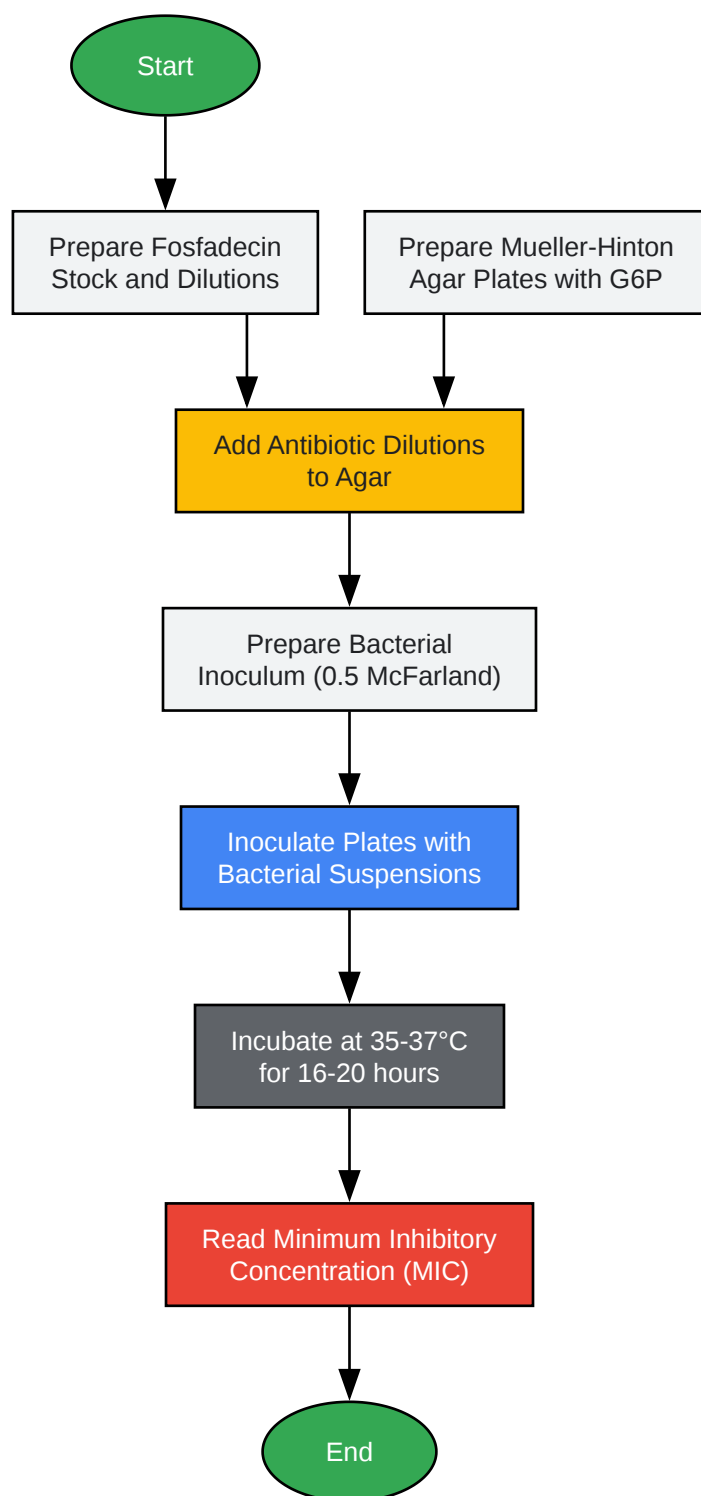 Start
Prepare Fosfadecin
Stock and Dilutions
Prepare Mueller-Hinton
Agar Plates with G6P
Add Antibiotic Dilutions
to Agar
Prepare Bacterial
Inoculum (0.5 McFarland)
Inoculate Plates with
Bacterial Suspensions
Incubate at 35-37°C
for 16-20 hours
Read Minimum Inhibitory
Concentration (MIC)
End